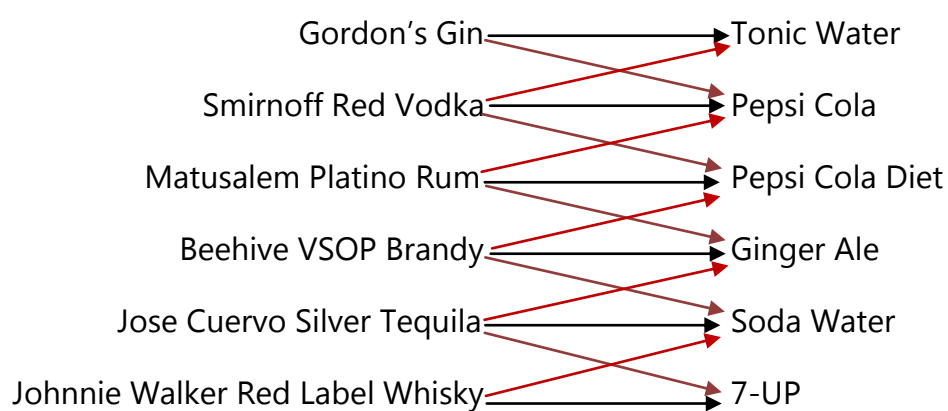 Gordon’s Gin Tonic Water
Smirnoff Red Vodka Pepsi Cola
Matusalem Platino Rum Pepsi Cola Diet
Beehive VSOP Brandy Ginger Ale
Jose Cuervo Silver Tequila Soda Water
Johnnie Walker Red Label Whisky 7-UP